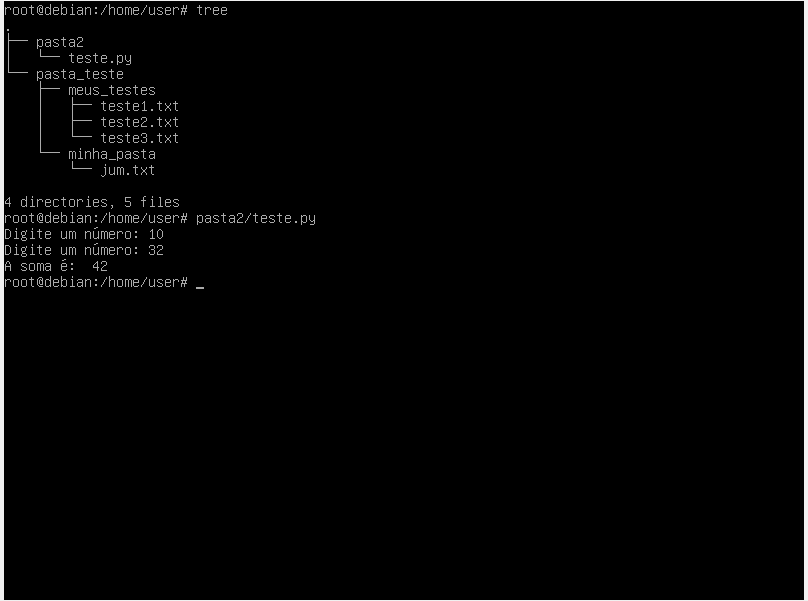 root@debian:/home/user# tree
.
├── pasta2
│   └── teste.py
└── pasta_teste
    ├── meus_testes
    │   ├── teste1.txt
    │   ├── teste2.txt
    │   └── teste3.txt
    └── minha_pasta
        └── jum.txt
4 directories, 5 files
root@debian:/home/user# pasta2/teste.py
Digite um número: 10
Digite um número: 32
A soma é:  42
root@debian:/home/user# _